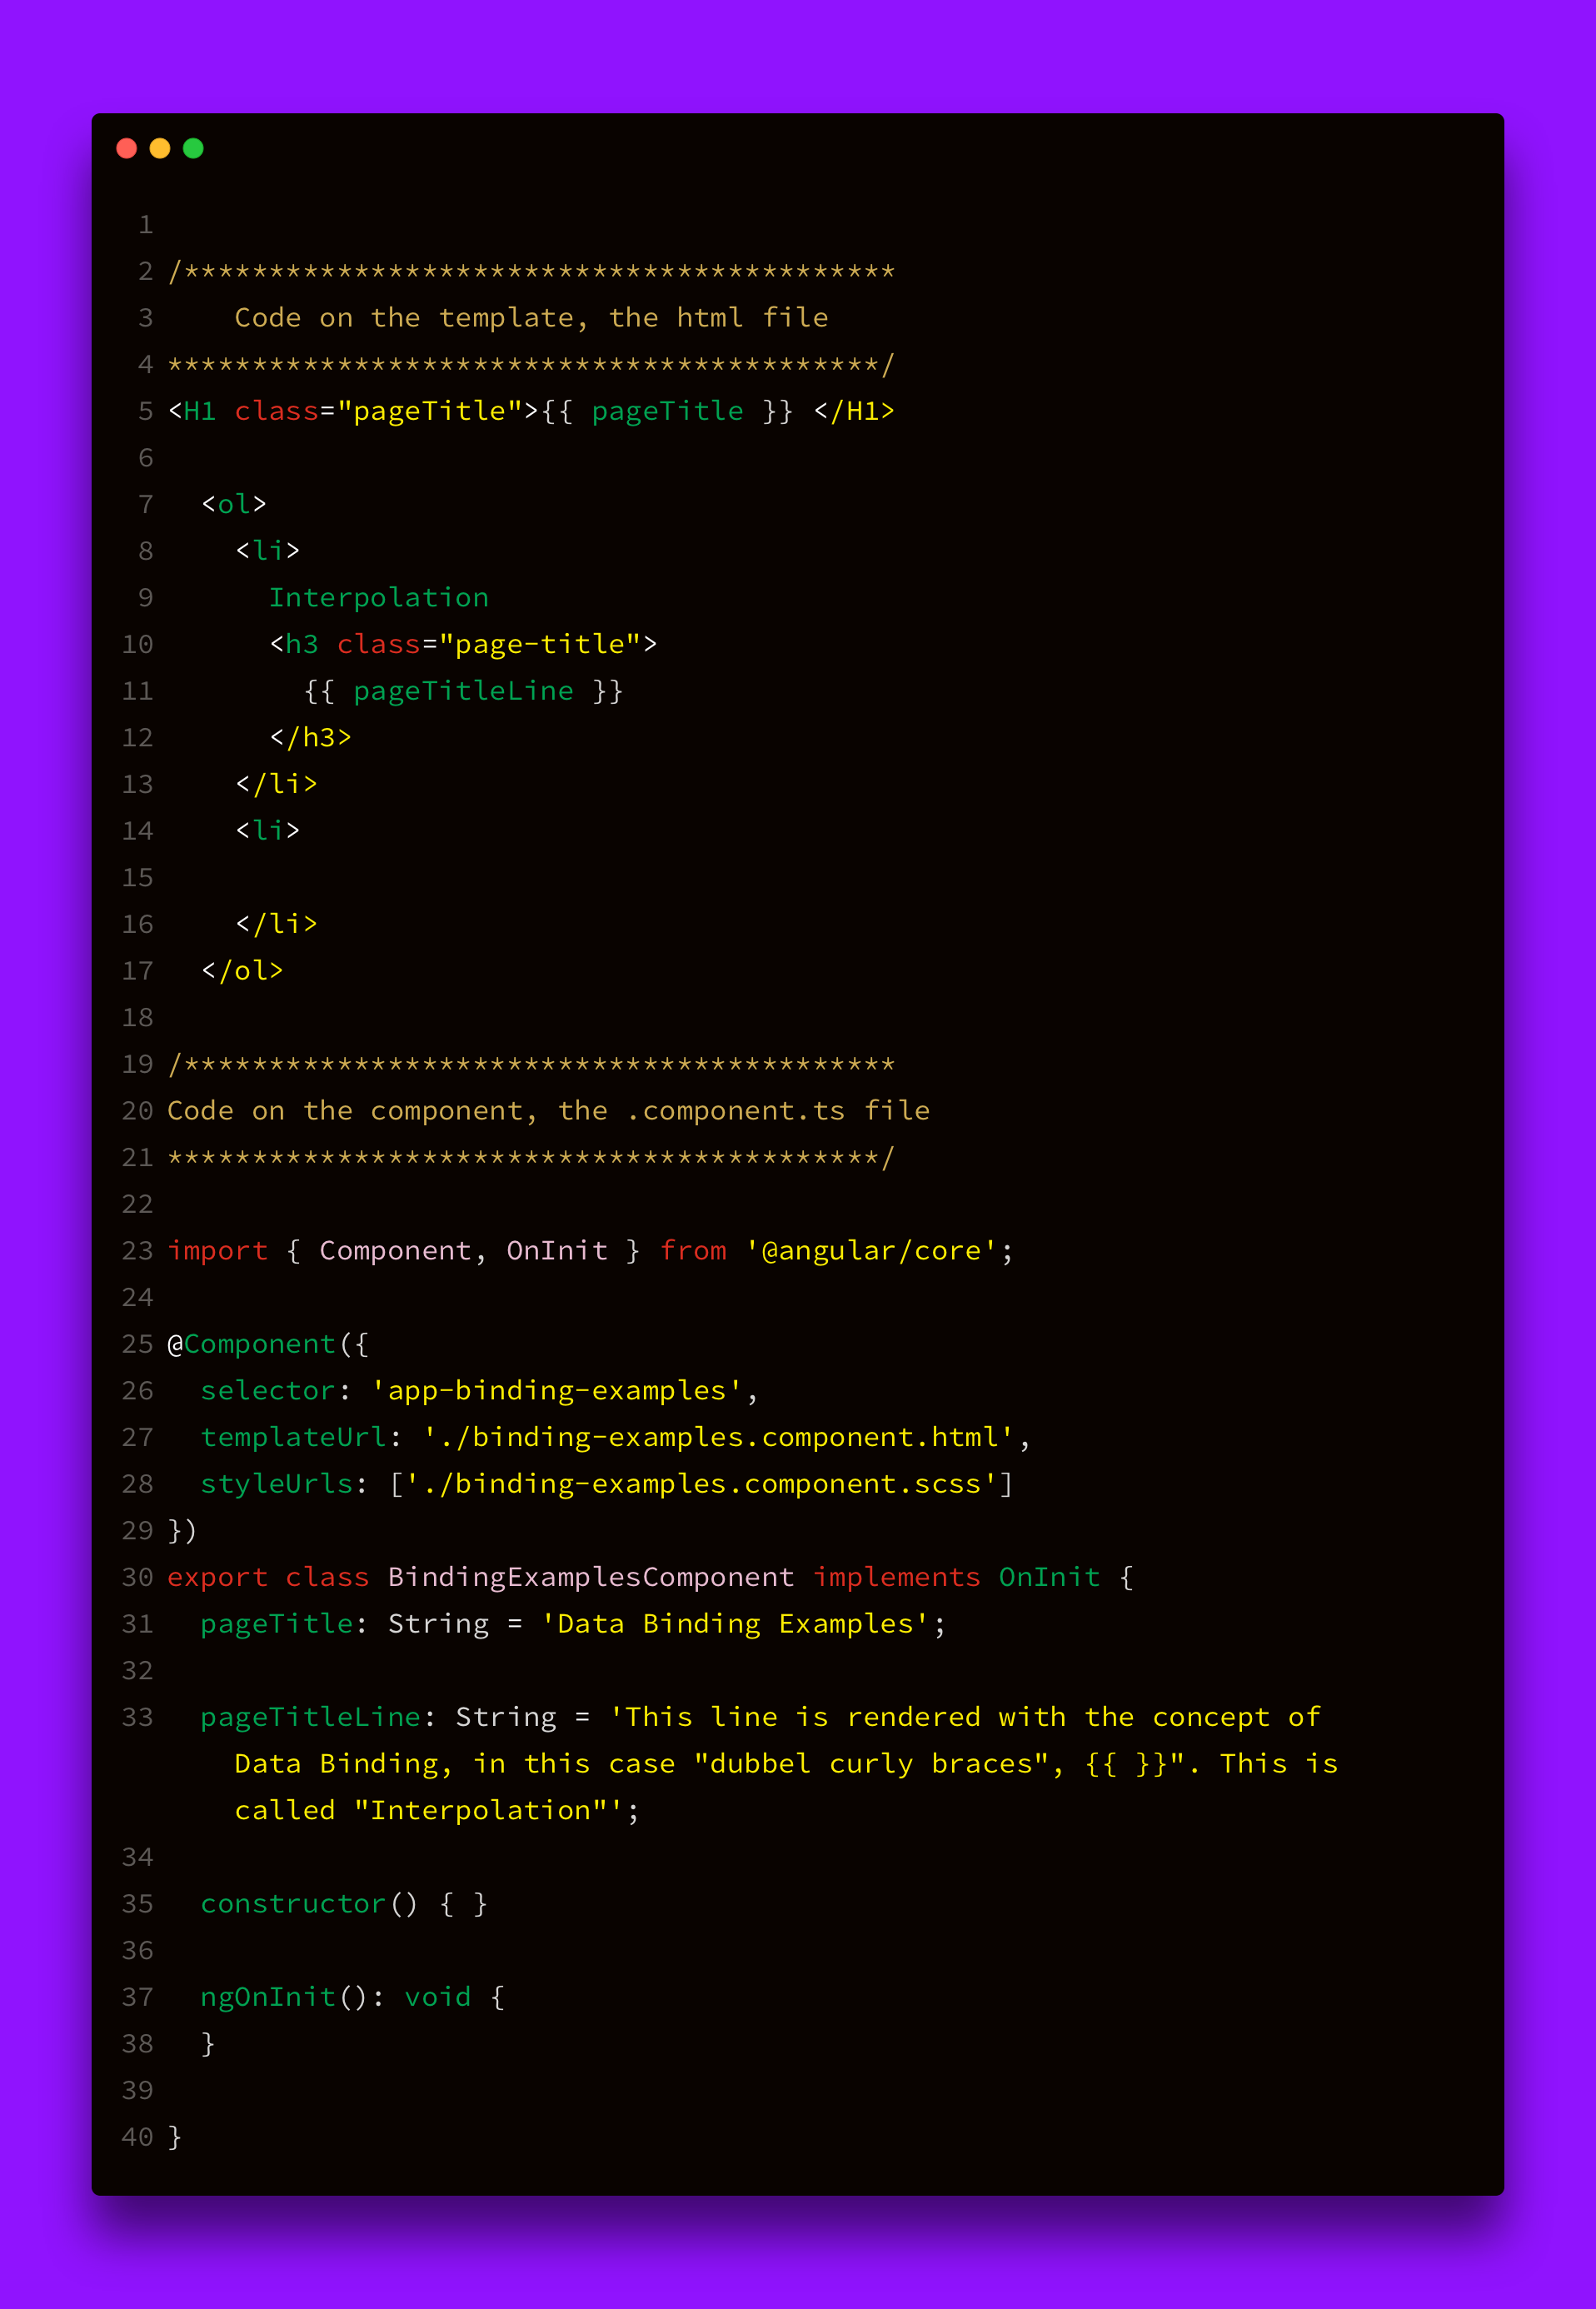 1
2 /******************************************
3     Code on the template, the html file
4 ******************************************/
5 <H1 class="pageTitle">{{ pageTitle }} </H1>
6
7   <ol>
8     <li>
9       Interpolation
10       <h3 class="page-title">
11         {{ pageTitleLine }}
12       </h3>
13     </li>
14     <li>
15
16     </li>
17   </ol>
18
19 /******************************************
20 Code on the component, the .component.ts file
21 ******************************************/
22
23 import { Component, OnInit } from '@angular/core';
24
25 @Component({
26   selector: 'app-binding-examples',
27   templateUrl: './binding-examples.component.html',
28   styleUrls: ['./binding-examples.component.scss']
29 })
30 export class BindingExamplesComponent implements OnInit {
31   pageTitle: String = 'Data Binding Examples';
32
33   pageTitleLine: String = 'This line is rendered with the concept of
    Data Binding, in this case "dubbel curly braces", {{ }}". This is
    called "Interpolation"';
34
35   constructor() { }
36
37   ngOnInit(): void {
38   }
39
40 }